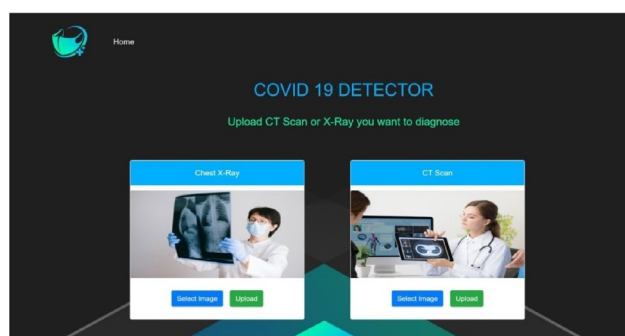 Home
COVID 19 DETECTOR
Upload CT Scan or X-Ray you want to diagnose
Chest X-Ray
CT Scan
Select Image
Upload
Select Image
Upload